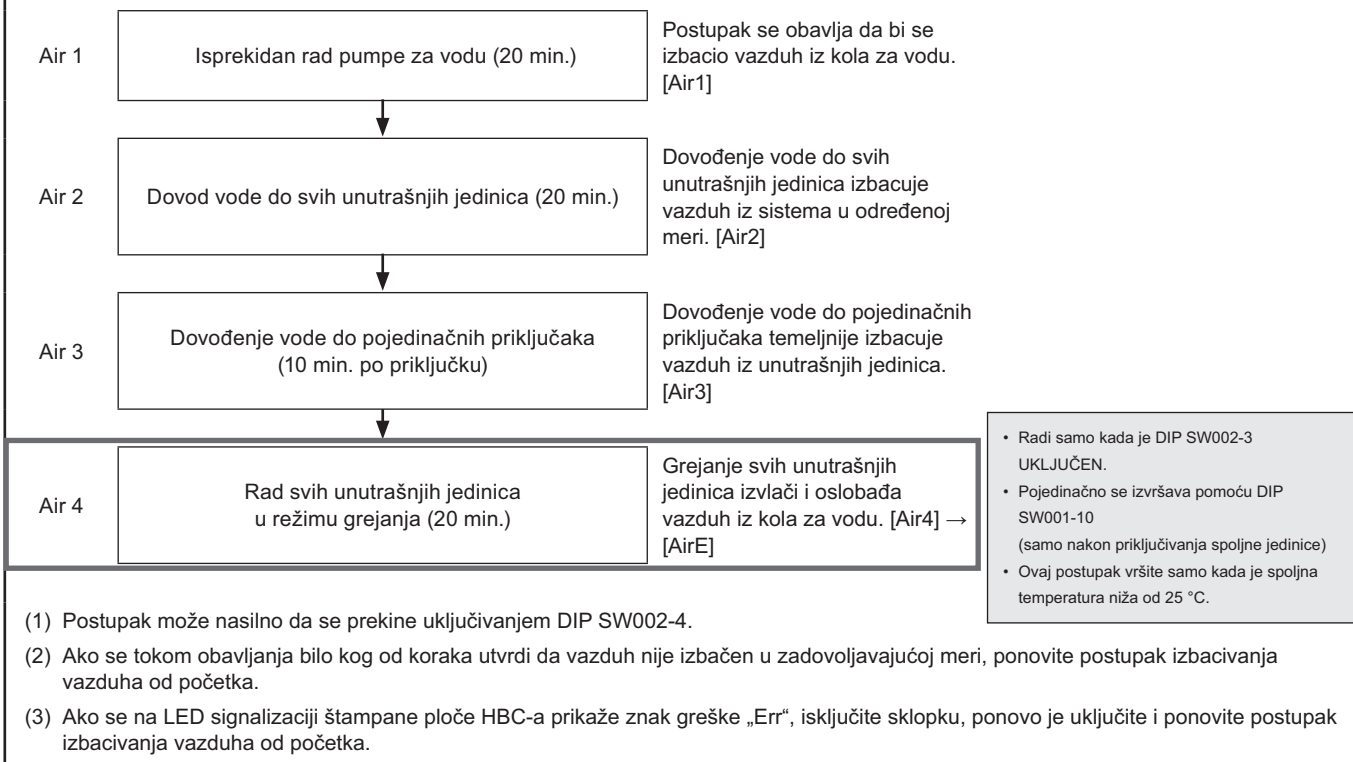 Air 1
Isprekidan rad pumpe za vodu (20 min.)
Postupak se obavlja da bi se
izbacio vazduh iz kola za vodu.
[Air1]
Air 2
Dovod vode do svih unutrašnjih jedinica (20 min.)
Dovođenje vode do svih
unutrašnjih jedinica izbacuje
vazduh iz sistema u određenoj
meri. [Air2]
Air 3
Dovođenje vode do pojedinačnih priključaka
(10 min. po priključku)
Dovođenje vode do pojedinačnih
priključaka temeljnije izbacuje
vazduh iz unutrašnjih jedinica.
[Air3]
Air 4
Rad svih unutrašnjih jedinica
u režimu grejanja (20 min.)
Grejanje svih unutrašnjih
jedinica izvlači i oslobađa
vazduh iz kola za vodu. [Air4] →
[AirE]
• Radi samo kada je DIP SW002-3
UKLJUČEN.
• Pojedinačno se izvršava pomoću DIP
SW001-10
(samo nakon priključivanja spoljne jedinice)
• Ovaj postupak vršite samo kada je spoljna
temperatura niža od 25 °C.
(1) Postupak može nasilno da se prekine uključivanjem DIP SW002-4.
(2) Ako se tokom obavljanja bilo kog od koraka utvrdi da vazduh nije izbačen u zadovoljavajućoj meri, ponovite postupak izbacivanja
vazduha od početka.
(3) Ako se na LED signalizaciji štampane ploče HBC-a prikaže znak greške „Err“, isključite sklopku, ponovo je uključite i ponovite postupak
izbacivanja vazduha od početka.